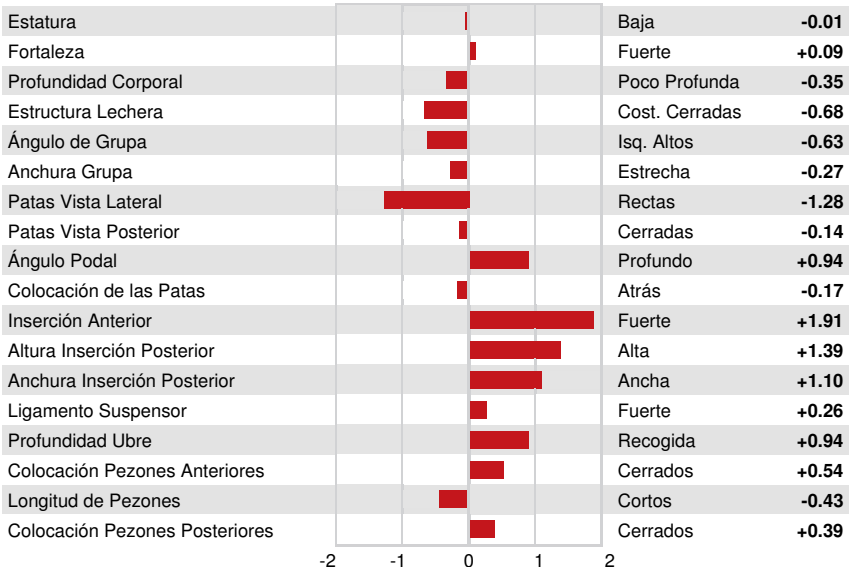 Estatura Baja -0.01
Fortaleza Fuerte +0.09
Profundidad Corporal Poco Profunda -0.35
Estructura Lechera Cost. Cerradas -0.68
Ángulo de Grupa Isq. Altos -0.63
Anchura Grupa Estrecha -0.27
Patas Vista Lateral Rectas -1.28
Patas Vista Posterior Cerradas -0.14
Ángulo Podal Profundo +0.94
Colocación de las Patas Atrás -0.17
Inserción Anterior Fuerte +1.91
Altura Inserción Posterior Alta +1.39
Anchura Inserción Posterior Ancha +1.10
Ligamento Suspensor Fuerte +0.26
Profundidad Ubre Recogida +0.94
Colocación Pezones Anteriores Cerrados +0.54
Longitud de Pezones Cortos -0.43
Colocación Pezones Posteriores Cerrados +0.39
-2 -1 0 1 2